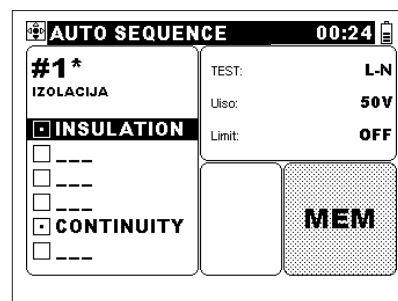 AUTO SEQUENCE 00:24
#1*
IZOLACIJA
INSULATION
---
---
---
CONTINUITY
---
TEST: L-N
Uiso: 50V
Limit: OFF
MEM